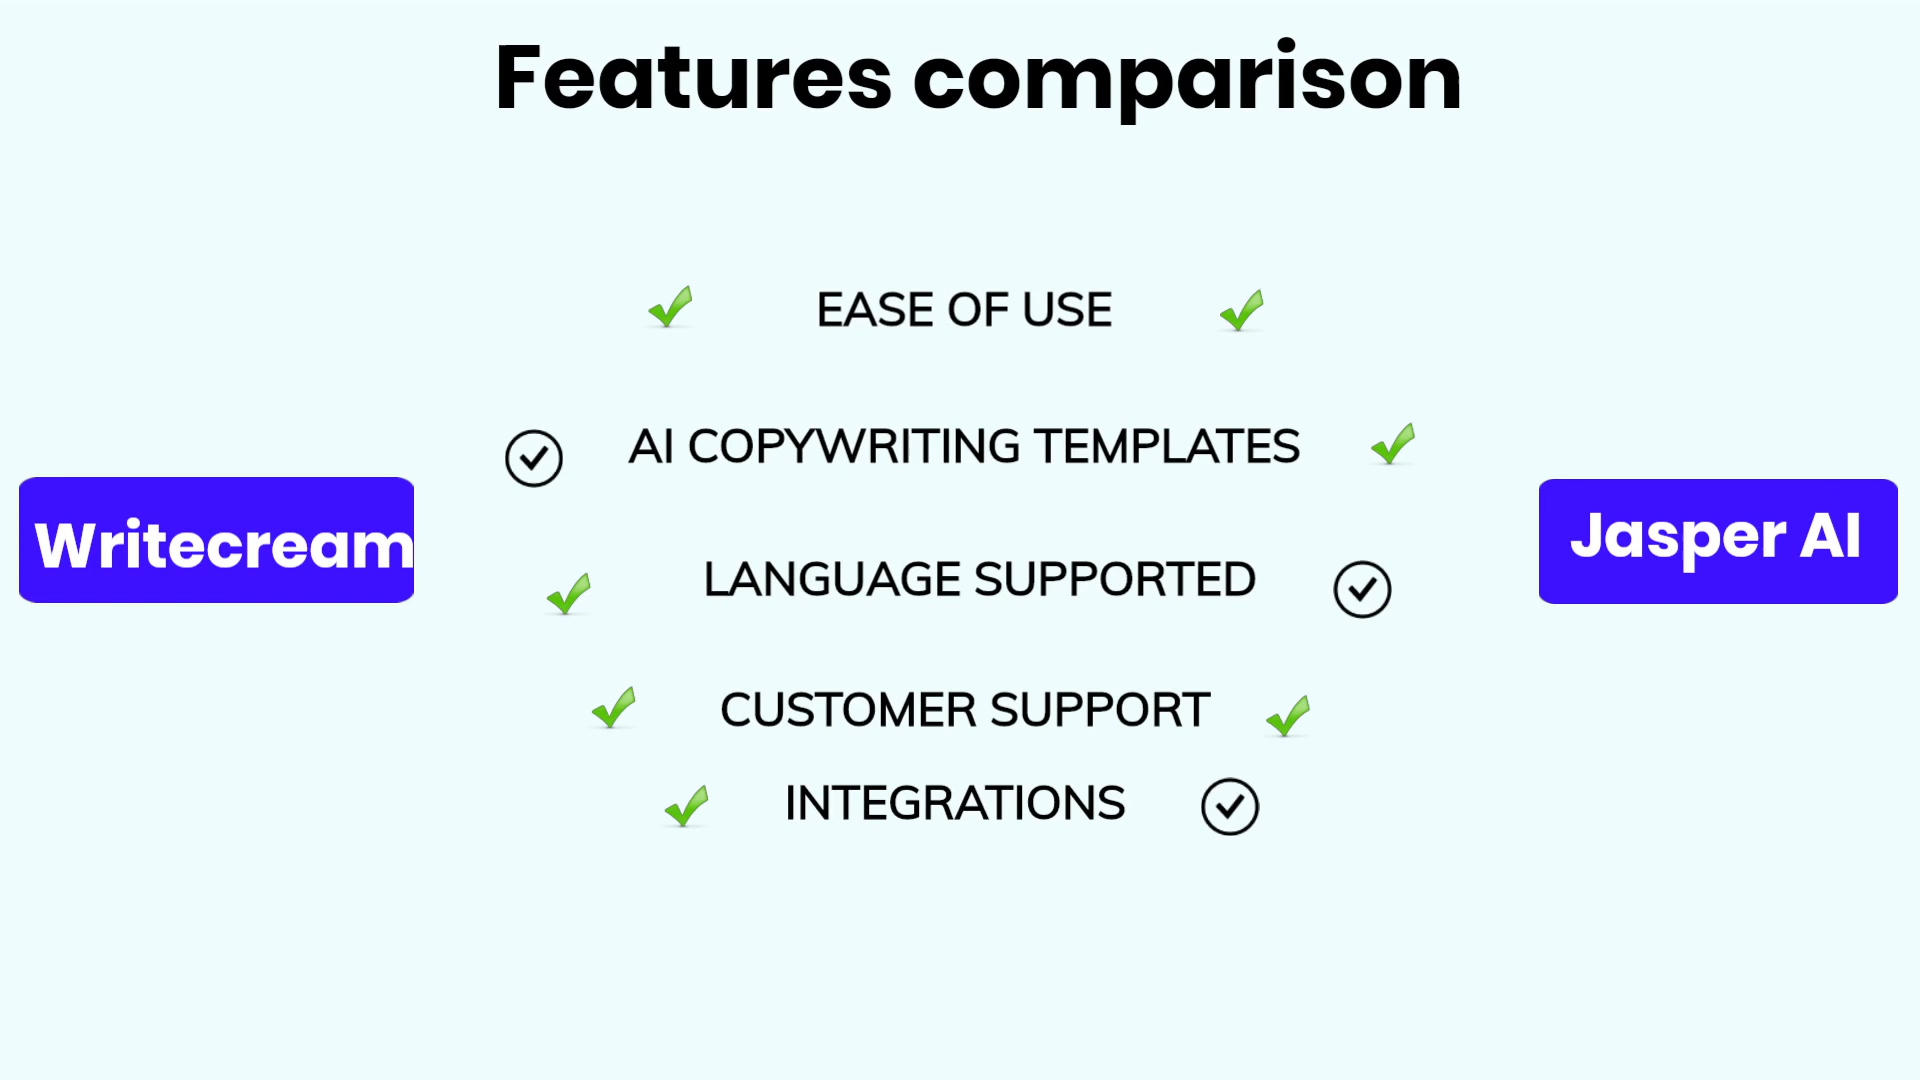 Features comparison
EASE OF USE
AI COPYWRITING TEMPLATES
Writecream
Jasper AI
LANGUAGE SUPPORTED
CUSTOMER SUPPORT
INTEGRATIONS